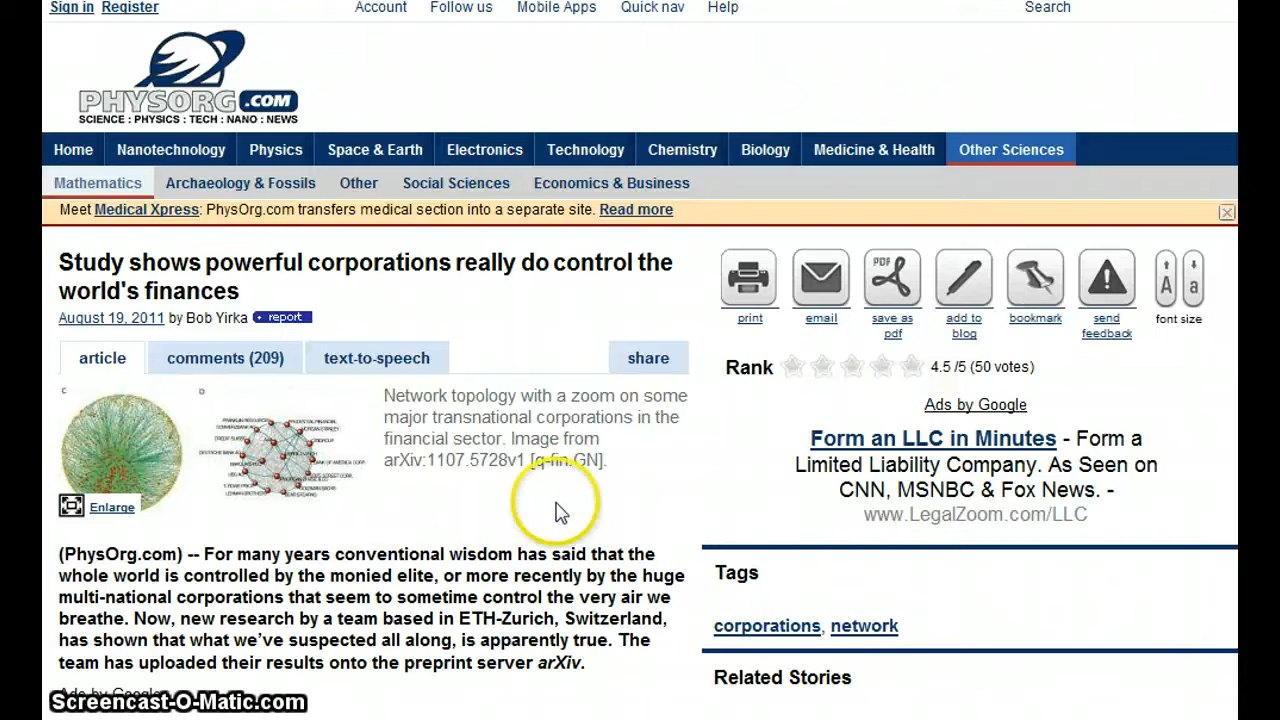 Sign in Register Account Follow us Mobile Apps Quick nav Help Search
PHYSORG.COM
SCIENCE : PHYSICS : TECH : NANO : NEWS
Home Nanotechnology Physics Space & Earth Electronics Technology Chemistry Biology Medicine & Health Other Sciences
Mathematics Archaeology & Fossils Other Social Sciences Economics & Business
Meet Medical Xpress: PhysOrg.com transfers medical section into a separate site. Read more
Study shows powerful corporations really do control the
world's finances
August 19, 2011 by Bob Yirka report
article comments (209) text-to-speech share
Network topology with a zoom on some
major transnational corporations in the
financial sector. Image from
arXiv:1107.5728v1 [q-fin.GN].
Enlarge
(PhysOrg.com) -- For many years conventional wisdom has said that the
whole world is controlled by the monied elite, or more recently by the huge
multi-national corporations that seem to sometime control the very air we
breathe. Now, new research by a team based in ETH-Zurich, Switzerland,
has shown that what we've suspected all along, is apparently true. The
team has uploaded their results onto the preprint server arXiv.
Ads by Google
Screencast-O-Matic.com
print email save as pdf add to blog bookmark send feedback font size
Rank 4.5 /5 (50 votes)
Ads by Google
Form an LLC in Minutes - Form a
Limited Liability Company. As Seen on
CNN, MSNBC & Fox News. -
www.LegalZoom.com/LLC
Tags
corporations, network
Related Stories